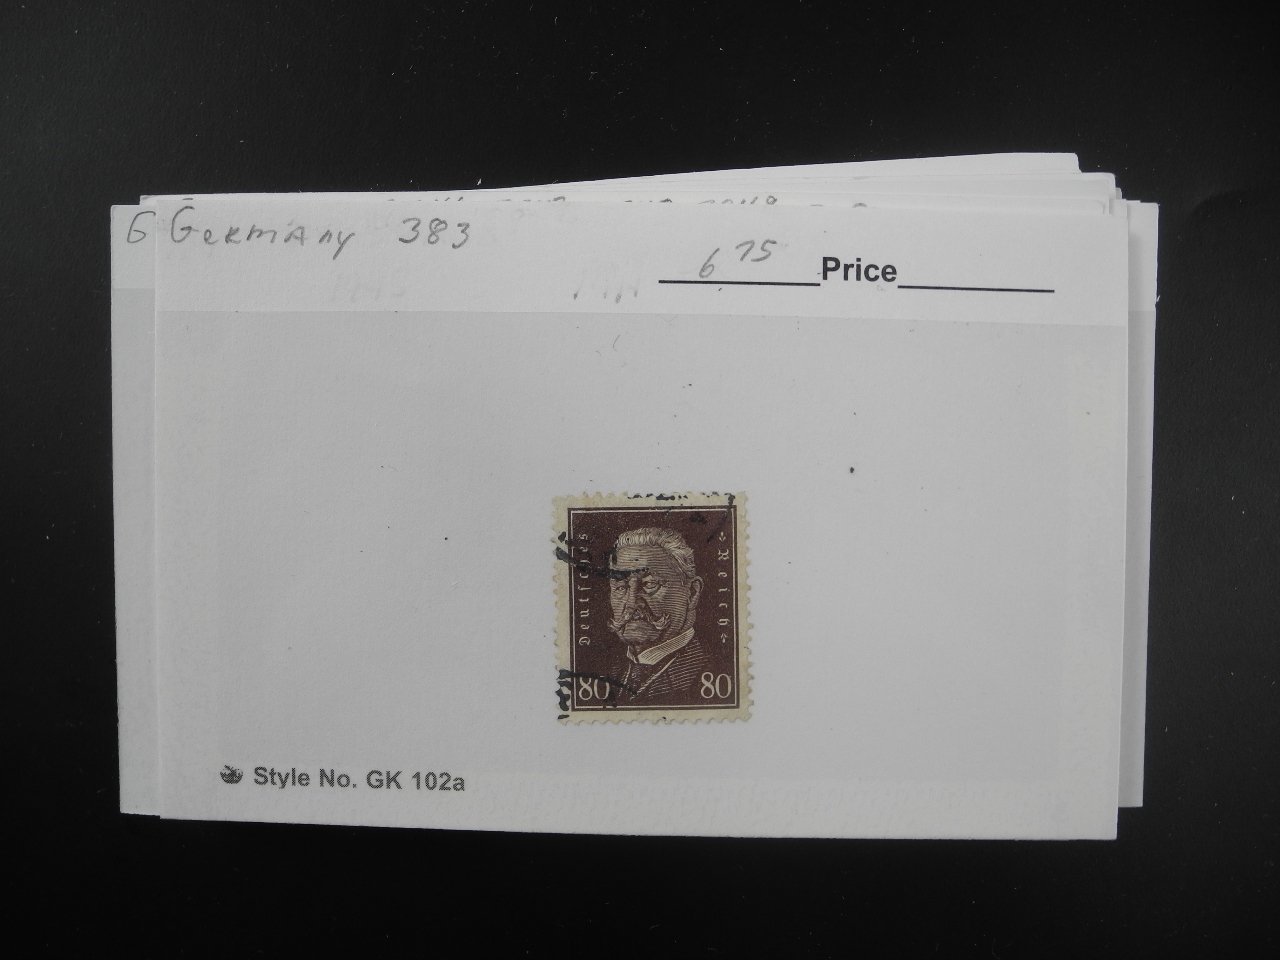 G Germany 383
6 75 Price
Deutsches
Reich
80 80
Style No. GK 102a